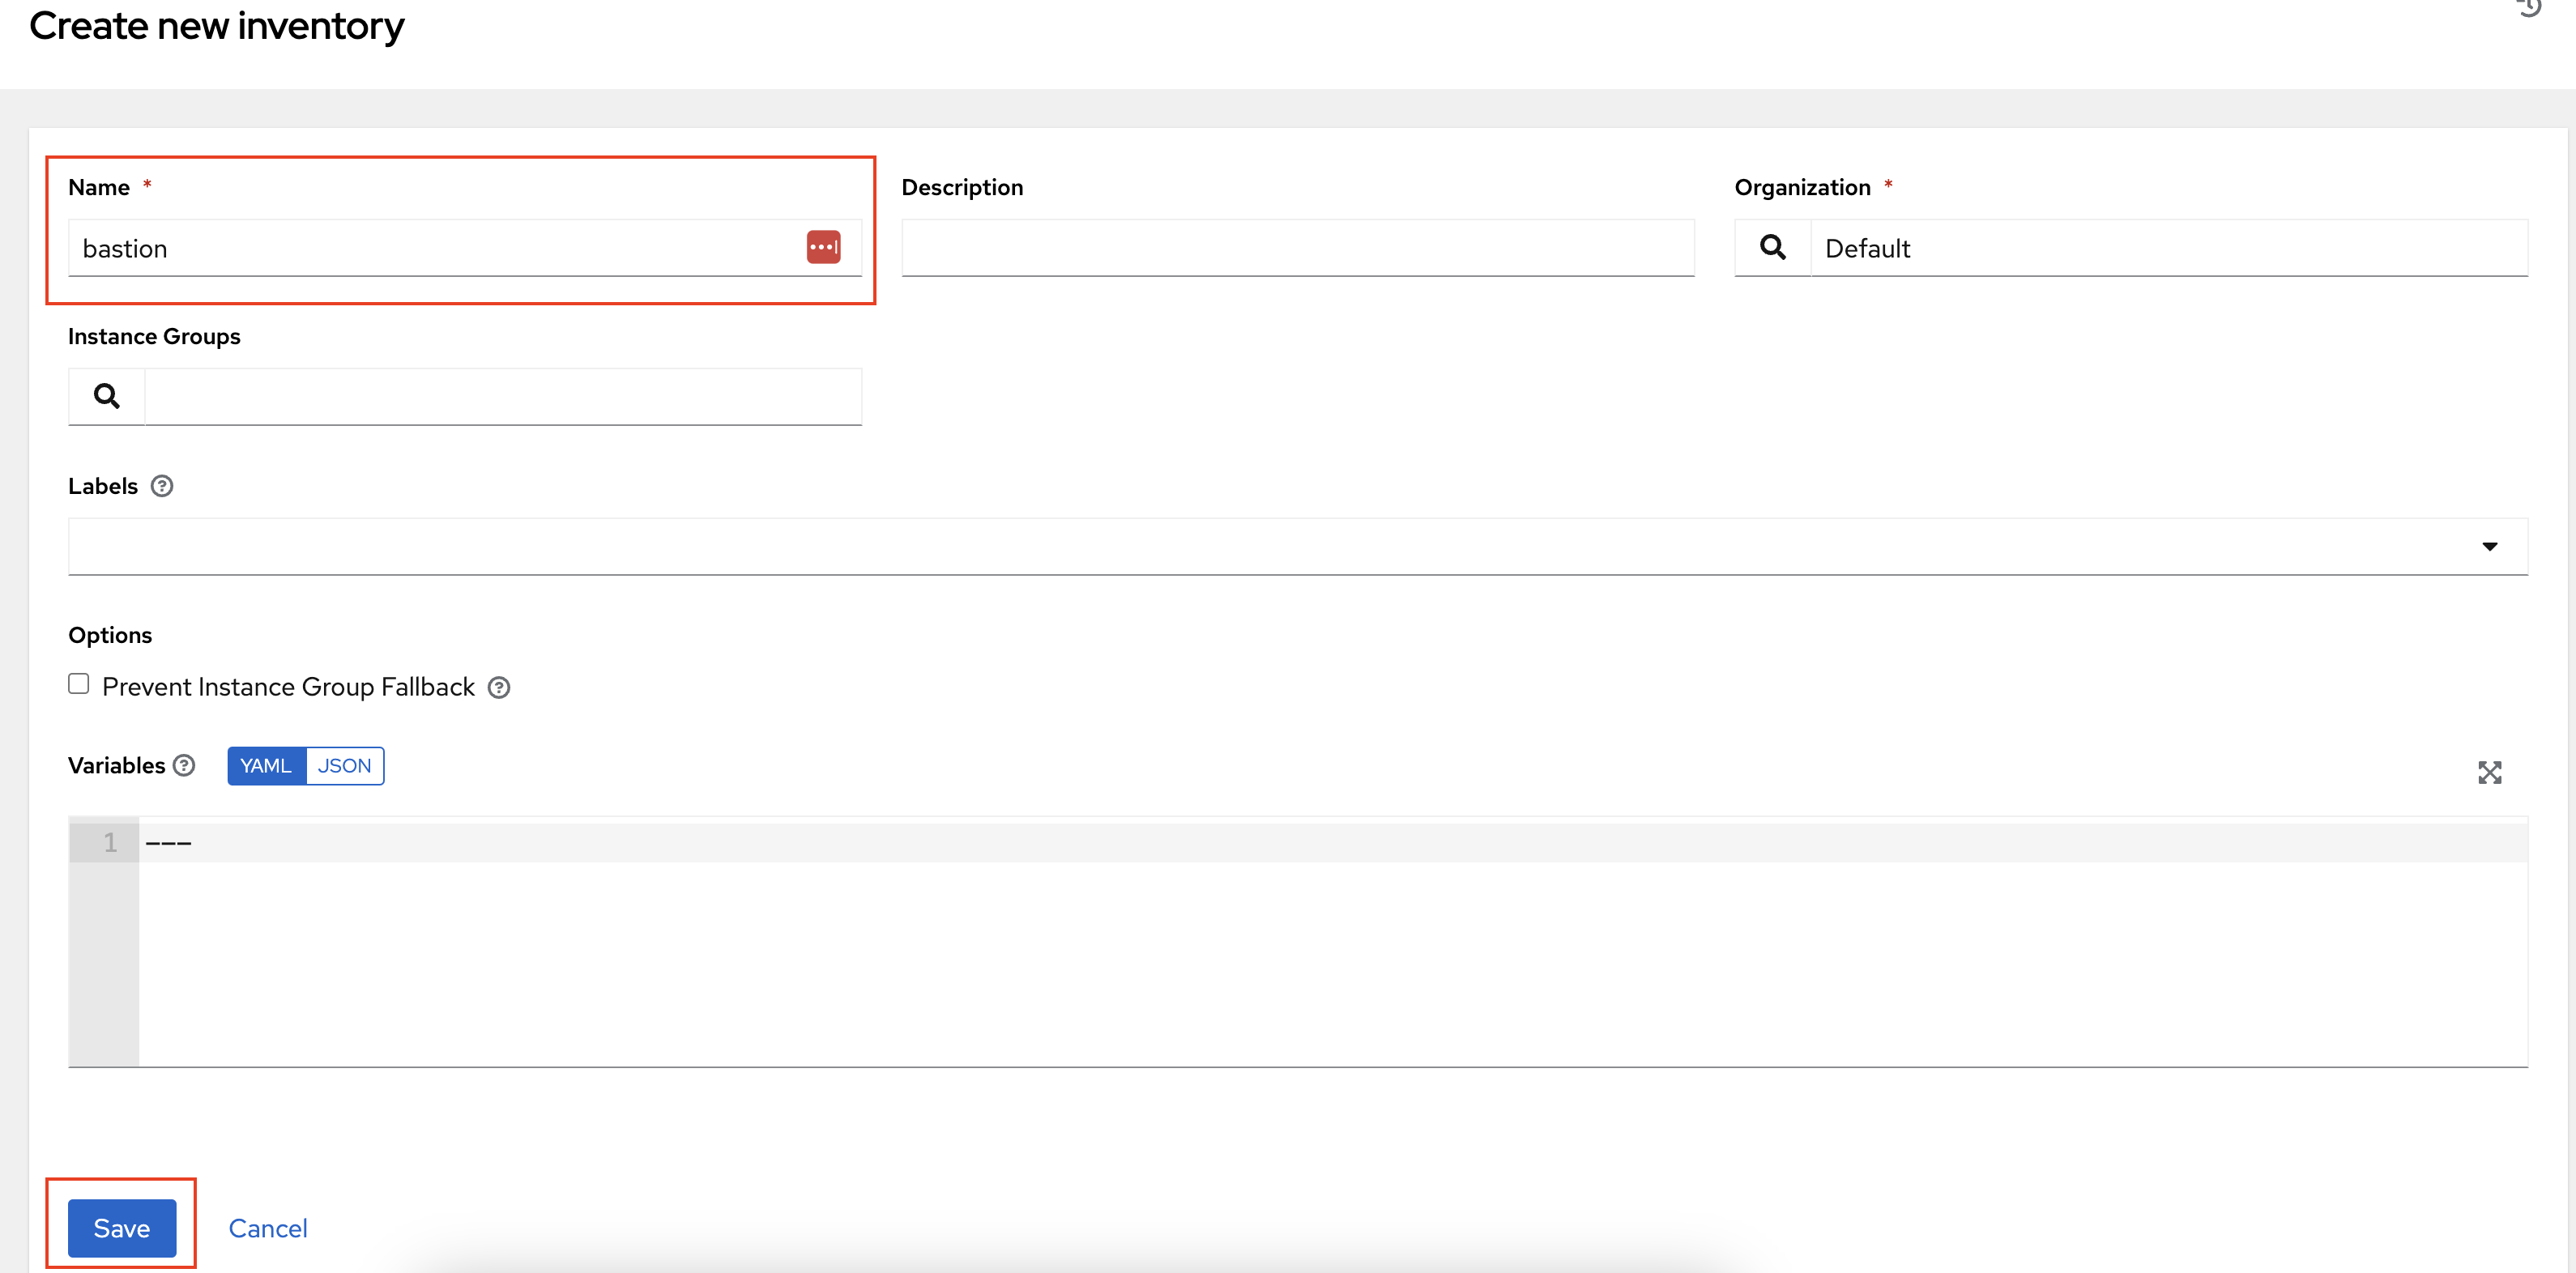 Create new inventory
Name *
Description
Organization *
bastion
Default
Instance Groups
Labels
Options
Prevent Instance Group Fallback
Variables YAML JSON
1 ---
Save Cancel